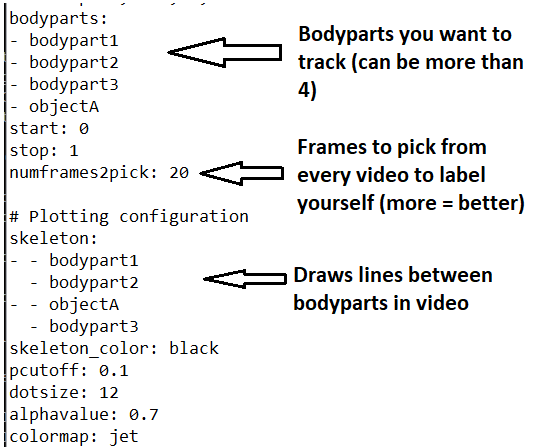 bodyparts:
- bodypart1
- bodypart2
- bodypart3
- objectA
start: 0
stop: 1
numframes2pick: 20
# Plotting configuration
skeleton:
- - bodypart1
  - bodypart2
- - objectA
  - bodypart3
skeleton_color: black
pcutoff: 0.1
dotsize: 12
alphavalue: 0.7
colormap: jet
Bodyparts you want to
track (can be more than
4)
Frames to pick from
every video to label
yourself (more = better)
Draws lines between
bodyparts in video